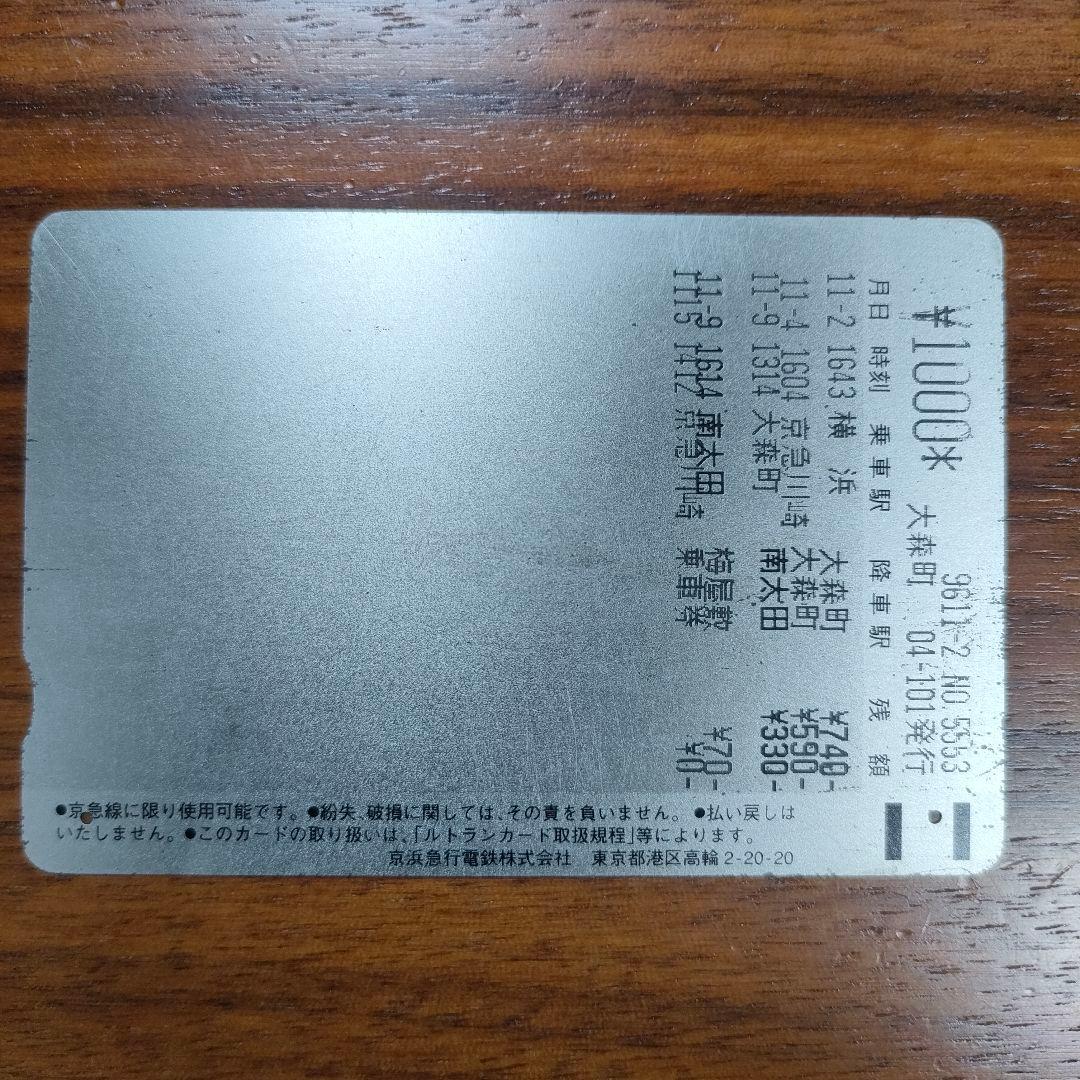 9611-2 NO.5553
¥1000* 大森町 04-101発行
月日 時刻 乗車駅 降車駅 残額
11-2 1643 横浜 大森町 ¥740-
11-4 1604 京急川崎 大森町 ¥590-
11-9 1314 大森町 南太田 ¥330-
11-9 1614 南太田 梅屋敷 ¥70-
1115 1412 京急川崎 乗車券 ¥0-
●京急線に限り使用可能です。●紛失、破損に関しては、その責を負いません。●払い戻しは
いたしません。●このカードの取り扱いは、「ルトランカード取扱規程」等によります。
京浜急行電鉄株式会社 東京都港区高輪2-20-20